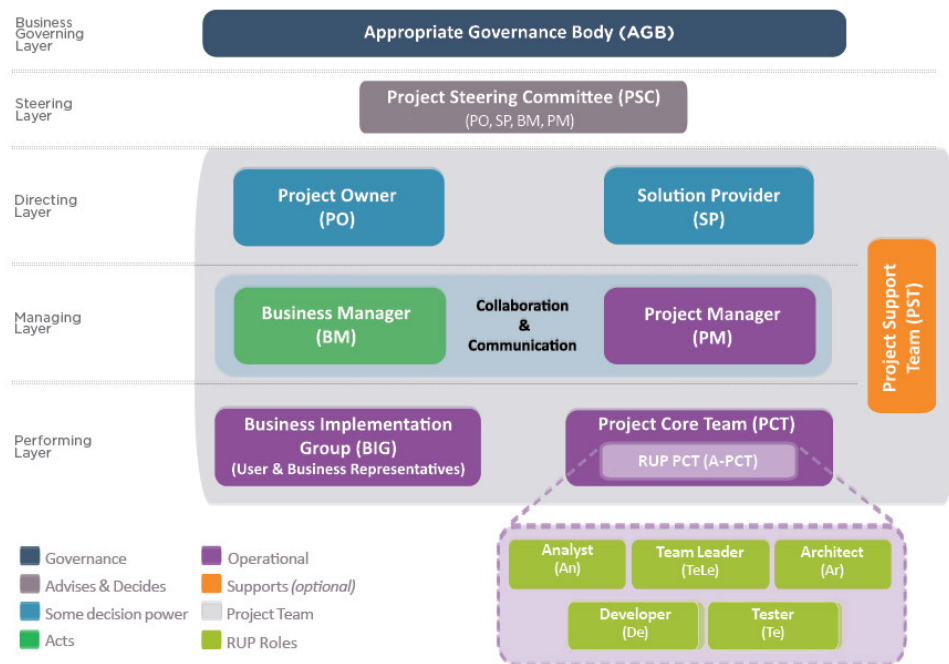 Business
Governing
Layer
Appropriate Governance Body (AGB)
Steering
Layer
Project Steering Committee (PSC)
(PO, SP, BM, PM)
Directing
Layer
Project Owner
(PO)
Solution Provider
(SP)
Project Support
Team (PST)
Managing
Layer
Business Manager
(BM)
Collaboration
&
Communication
Project Manager
(PM)
Performing
Layer
Business Implementation
Group (BIG)
(User & Business Representatives)
Project Core Team (PCT)
RUP PCT (A-PCT)
Analyst
(An)
Team Leader
(TeLe)
Architect
(Ar)
Developer
(De)
Tester
(Te)
Governance
Advises & Decides
Some decision power
Acts
Operational
Supports (optional)
Project Team
RUP Roles